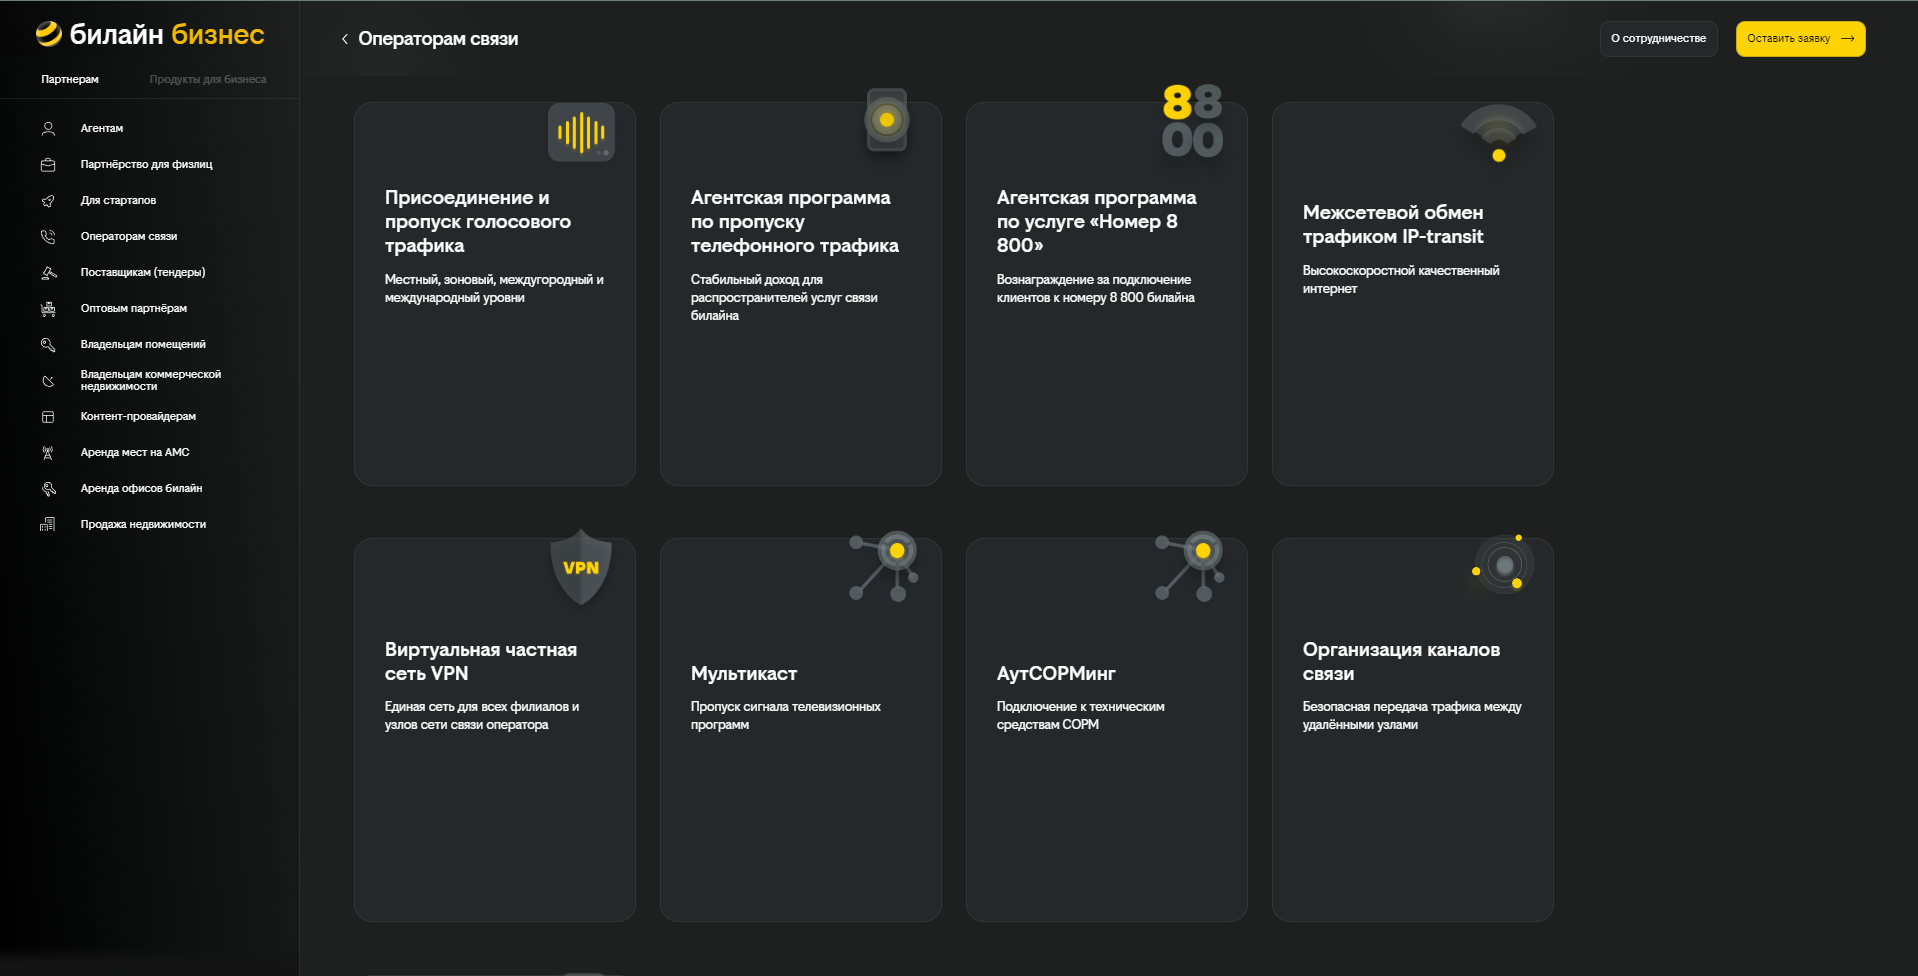 билайн бизнес
Партнерам
Продукты для бизнеса
Агентам
Партнёрство для физлиц
Для стартапов
Операторам связи
Поставщикам (тендеры)
Оптовым партнёрам
Владельцам помещений
Владельцам коммерческой
недвижимости
Контент-провайдерам
Аренда мест на АМС
Аренда офисов билайн
Продажа недвижимости
Операторам связи
О сотрудничестве
Оставить заявку
Присоединение и
пропуск голосового
трафика
Местный, зоновый, междугородный и
международный уровни
Агентская программа
по пропуску
телефонного трафика
Стабильный доход для
распространителей услуг связи
билайна
88
00
Агентская программа
по услуге «Номер 8
800»
Вознаграждение за подключение
клиентов к номеру 8 800 билайна
Межсетевой обмен
трафиком IP-transit
Высокоскоростной качественный
интернет
VPN
Виртуальная частная
сеть VPN
Единая сеть для всех филиалов и
узлов сети связи оператора
Мультикаст
Пропуск сигнала телевизионных
программ
АутСОРМинг
Подключение к техническим
средствам СОРМ
Организация каналов
связи
Безопасная передача трафика между
удалёнными узлами